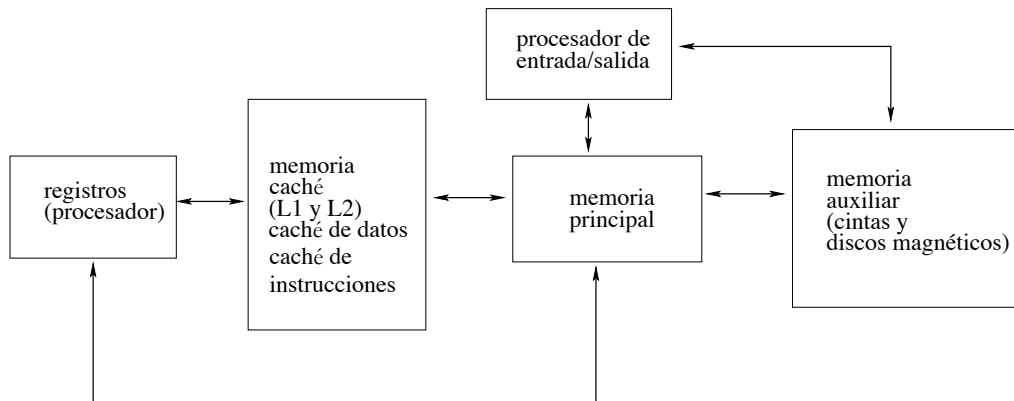 procesador de
entrada/salida
registros
(procesador)
memoria
caché
(L1 y L2)
caché de datos
caché de
instrucciones
memoria
principal
memoria
auxiliar
(cintas y
discos magnéticos)